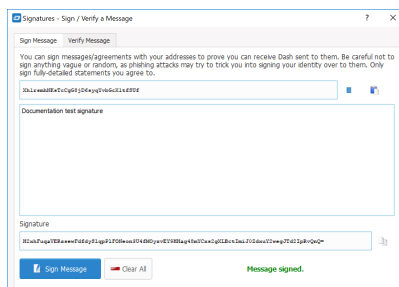 Signatures - Sign / Verify a Message
Sign Message Verify Message
You can sign messages/agreements with your addresses to prove you can receive Dash sent to them. Be careful not to
sign anything vague or random, as phishing attacks may try to trick you into signing your identity over to them. Only
sign fully-detailed statements you agree to.
Documentation test signature
Signature
Sign Message Clear All Message signed.